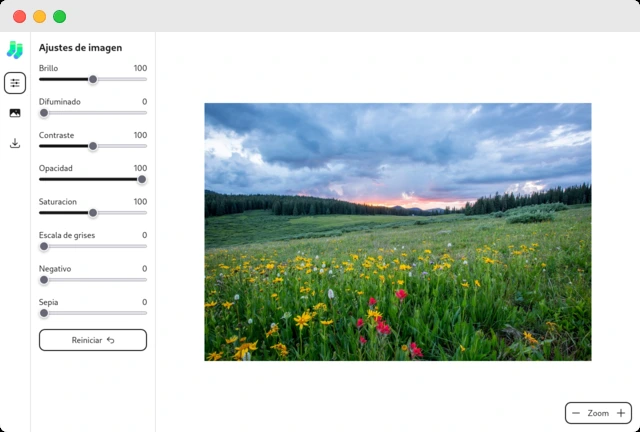 Ajustes de imagen
Brillo 100
Difuminado 0
Contraste 100
Opacidad 100
Saturacion 100
Escala de grises 0
Negativo 0
Sepia 0
Reiniciar
Zoom